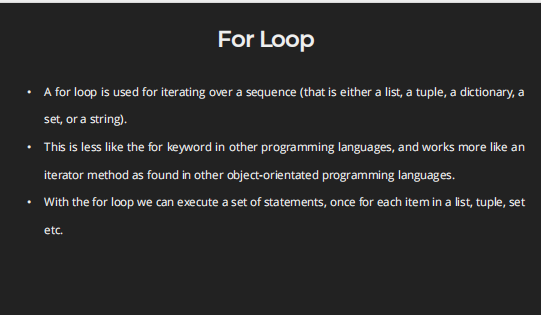 For Loop
• A for loop is used for iterating over a sequence (that is either a list, a tuple, a dictionary, a
set, or a string).
• This is less like the for keyword in other programming languages, and works more like an
iterator method as found in other object-orientated programming languages.
• With the for loop we can execute a set of statements, once for each item in a list, tuple, set
etc.